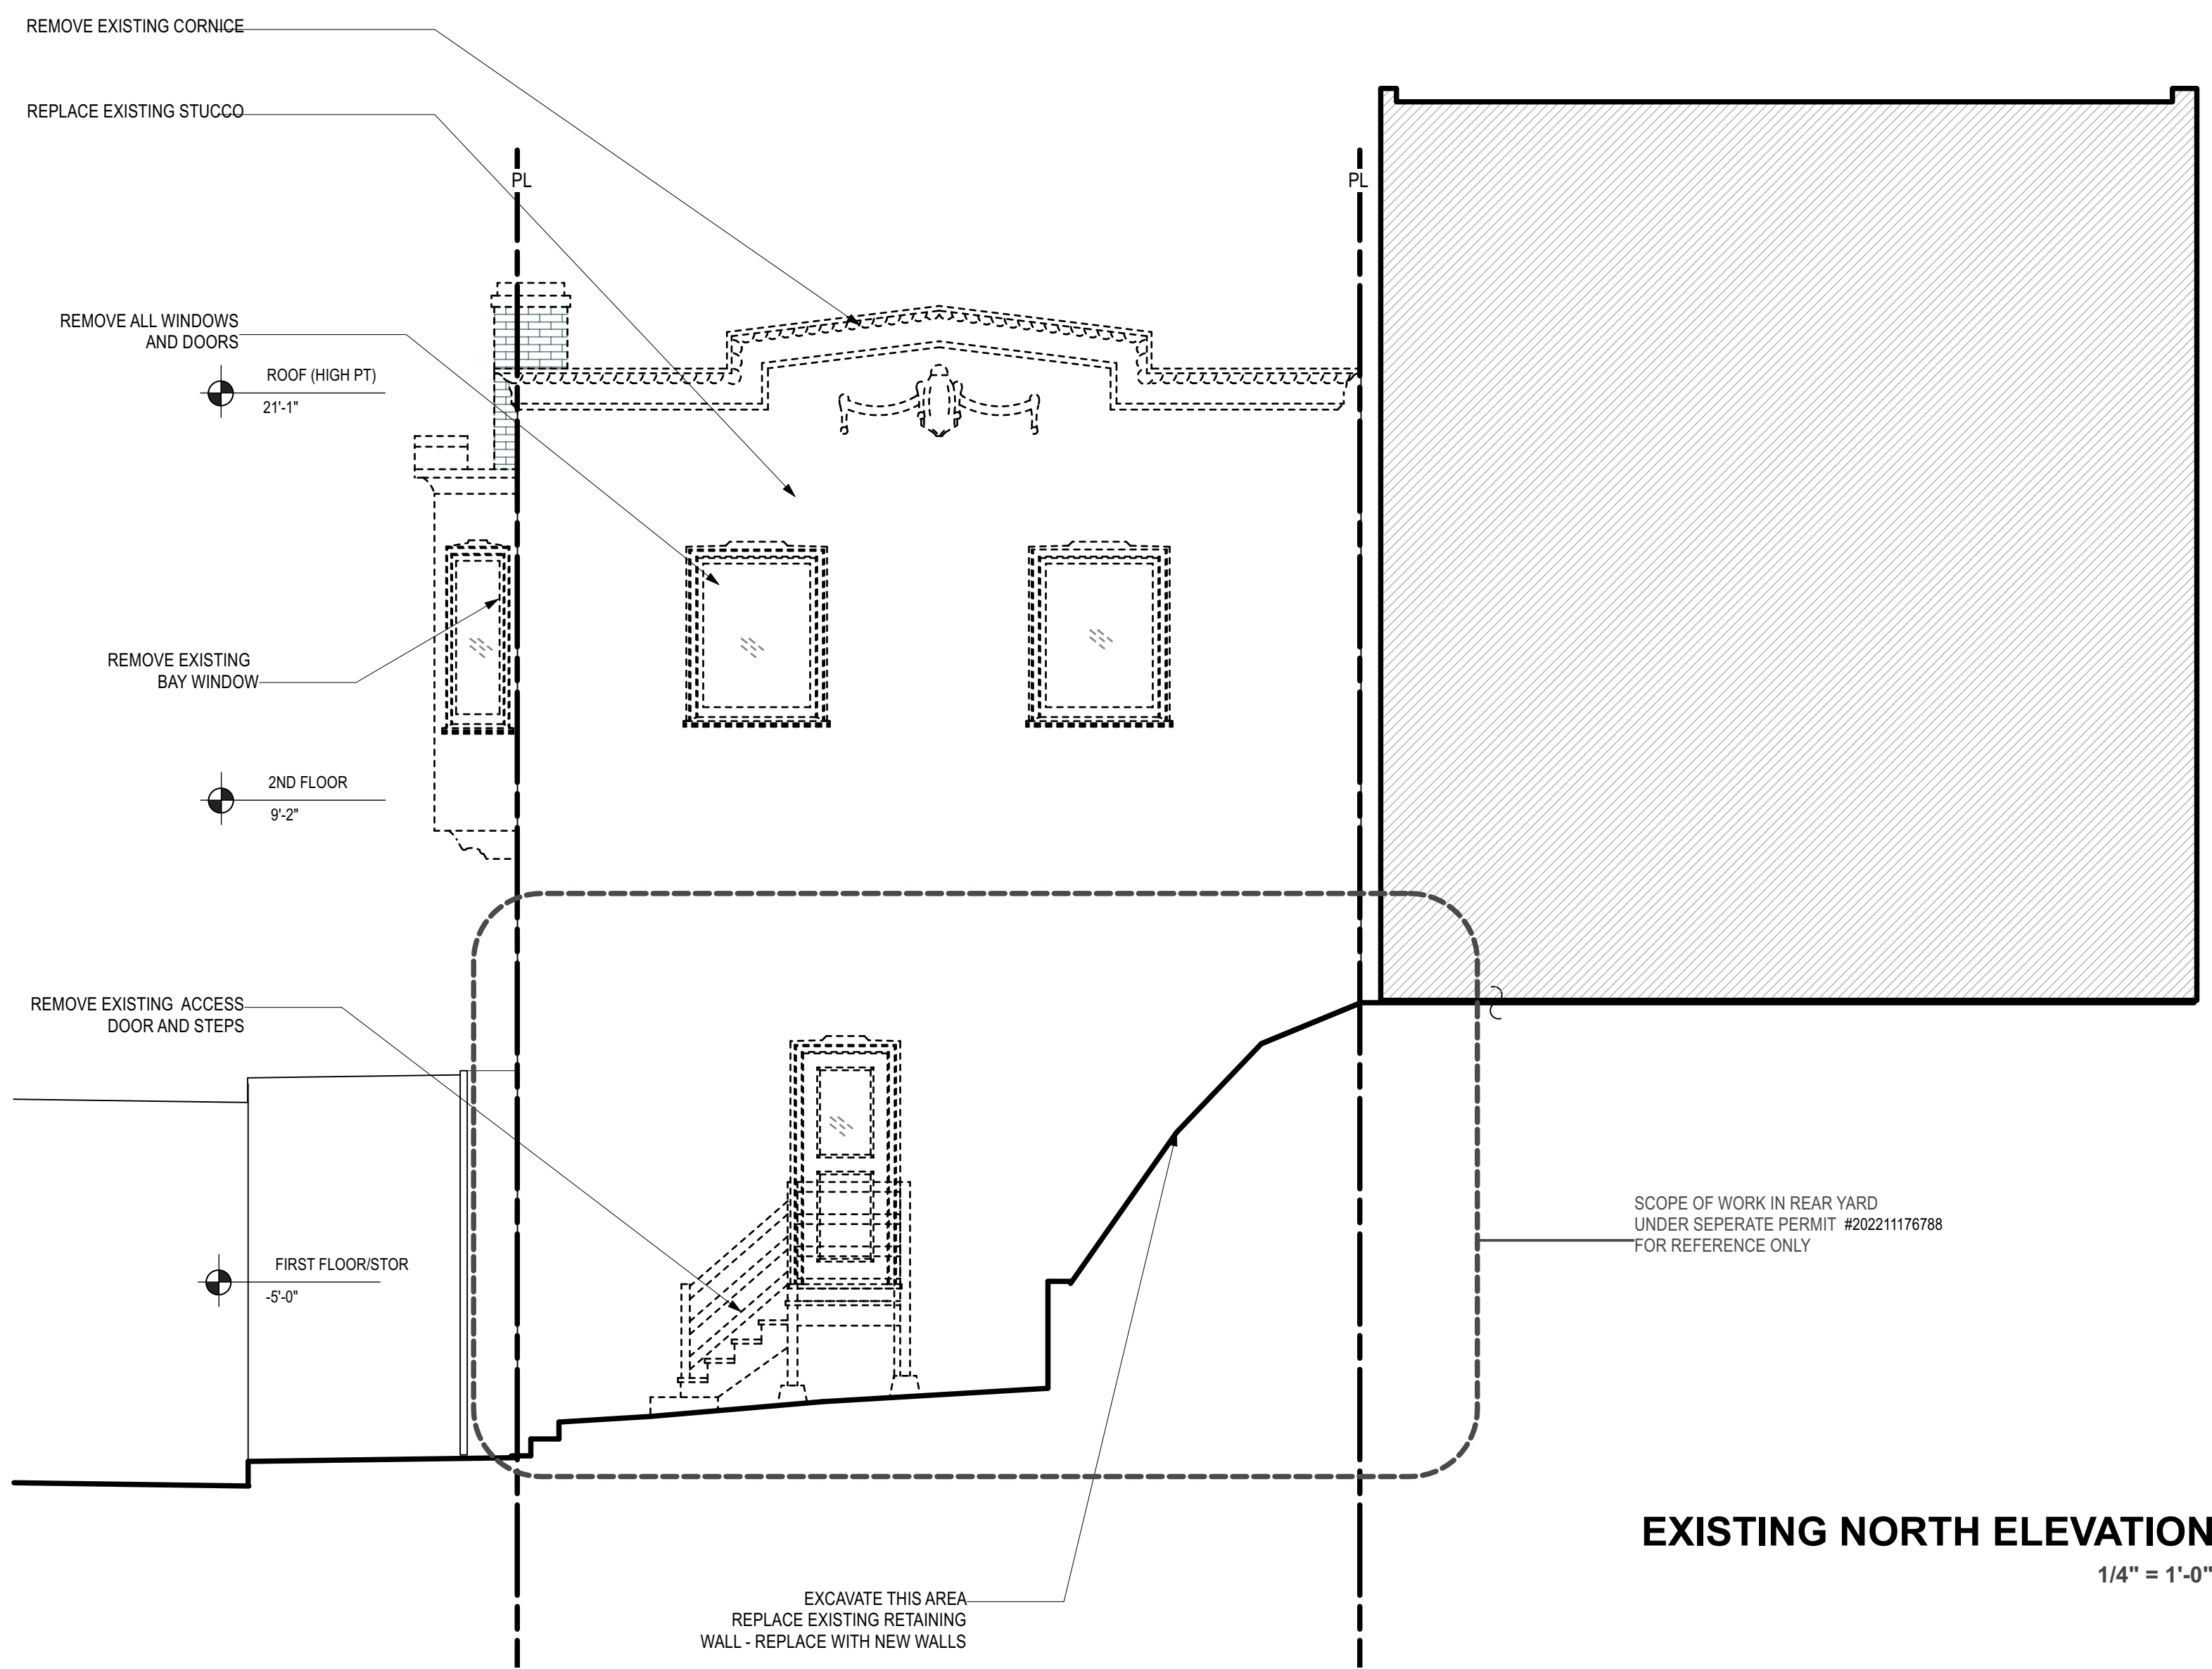 REMOVE EXISTING CORNICE
REPLACE EXISTING STUCCO
PL
PL
REMOVE ALL WINDOWS
AND DOORS
ROOF (HIGH PT)
21'-1"
REMOVE EXISTING
BAY WINDOW
2ND FLOOR
9'-2"
REMOVE EXISTING ACCESS
DOOR AND STEPS
FIRST FLOOR/STOR
-5'-0"
SCOPE OF WORK IN REAR YARD
UNDER SEPERATE PERMIT #202211176788
FOR REFERENCE ONLY
EXISTING NORTH ELEVATION
1/4" = 1'-0"
EXCAVATE THIS AREA
REPLACE EXISTING RETAINING
WALL - REPLACE WITH NEW WALLS